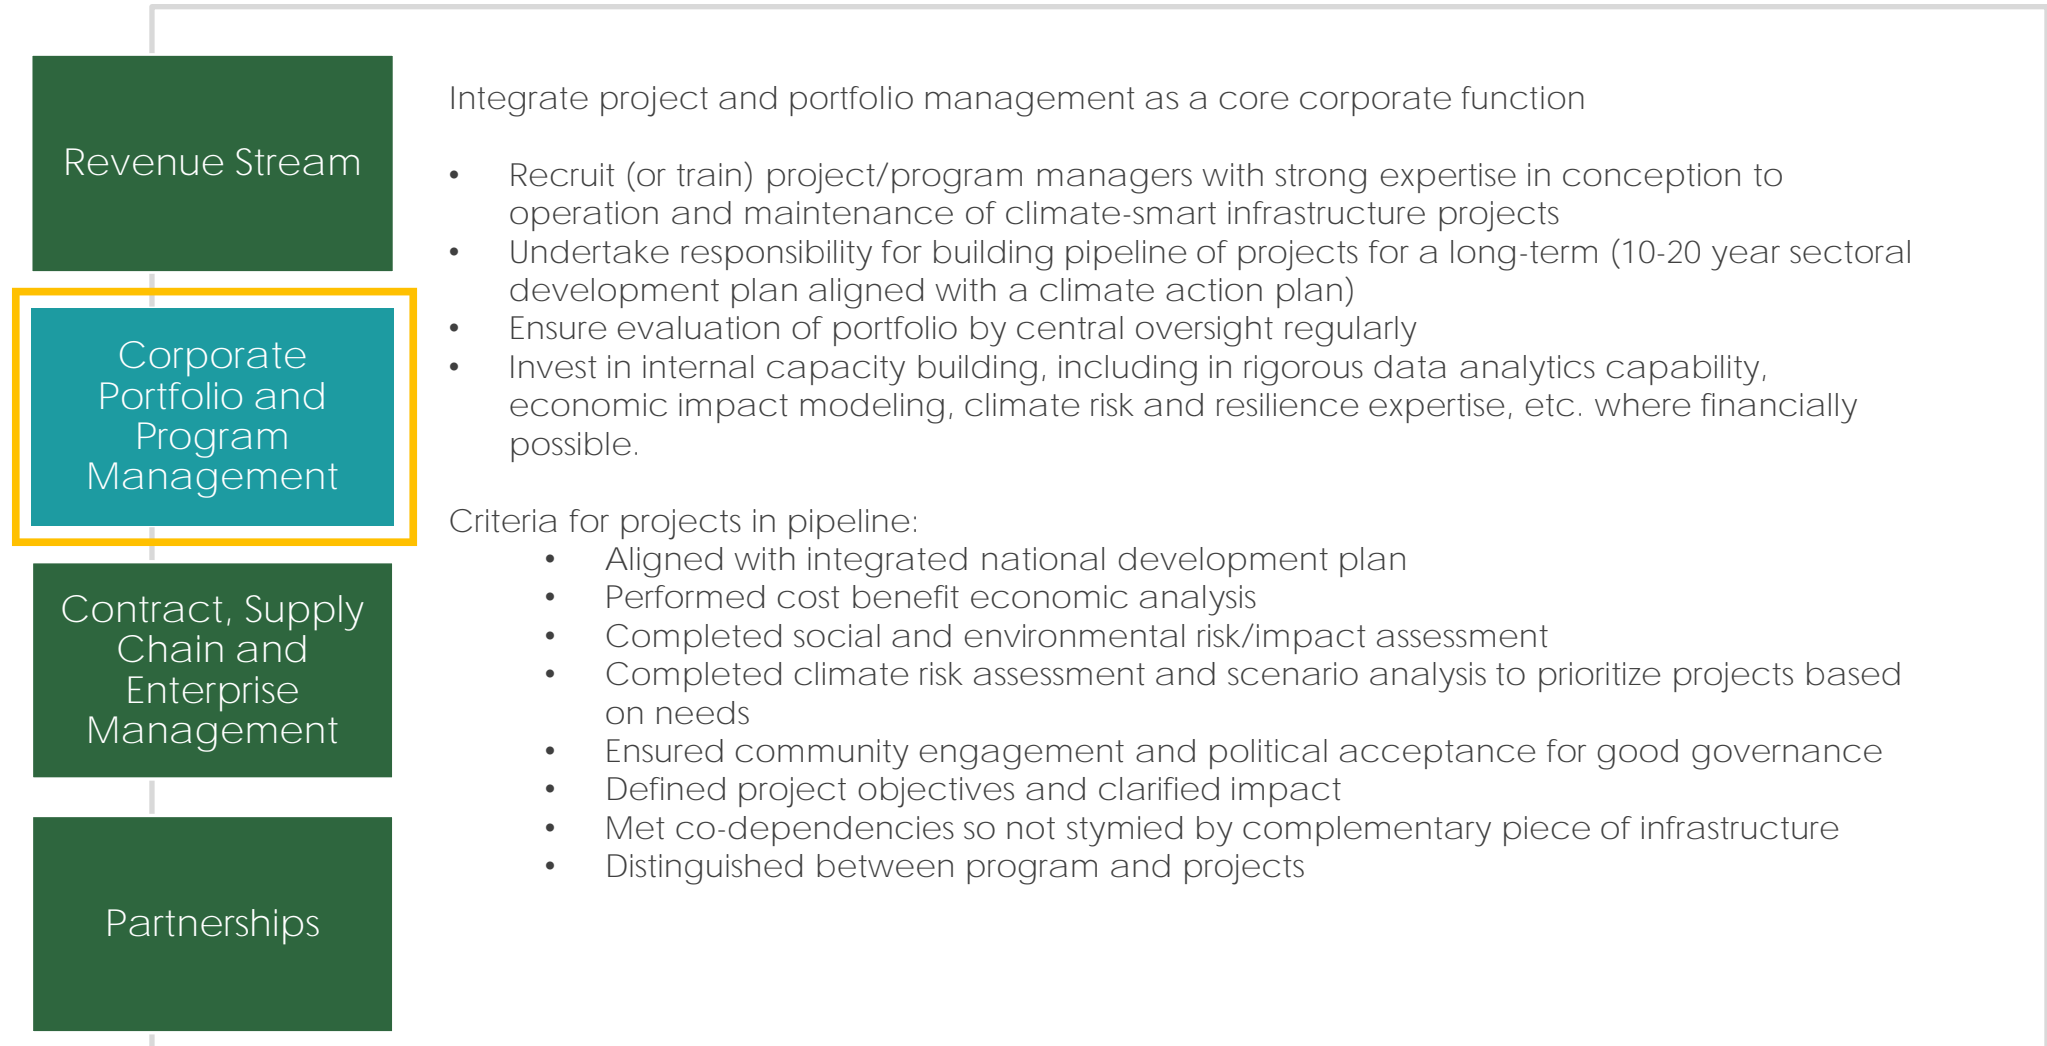 Revenue Stream
Corporate
Portfolio and
Program
Management
Contract, Supply
Chain and
Enterprise
Management
Partnerships
Integrate project and portfolio management as a core corporate function
• Recruit (or train) project/program managers with strong expertise in conception to
operation and maintenance of climate-smart infrastructure projects
• Undertake responsibility for building pipeline of projects for a long-term (10-20 year sectoral
development plan aligned with a climate action plan)
• Ensure evaluation of portfolio by central oversight regularly
• Invest in internal capacity building, including in rigorous data analytics capability,
economic impact modeling, climate risk and resilience expertise, etc. where financially
possible.
Criteria for projects in pipeline:
• Aligned with integrated national development plan
• Performed cost benefit economic analysis
• Completed social and environmental risk/impact assessment
• Completed climate risk assessment and scenario analysis to prioritize projects based
on needs
• Ensured community engagement and political acceptance for good governance
• Defined project objectives and clarified impact
• Met co-dependencies so not stymied by complementary piece of infrastructure
• Distinguished between program and projects